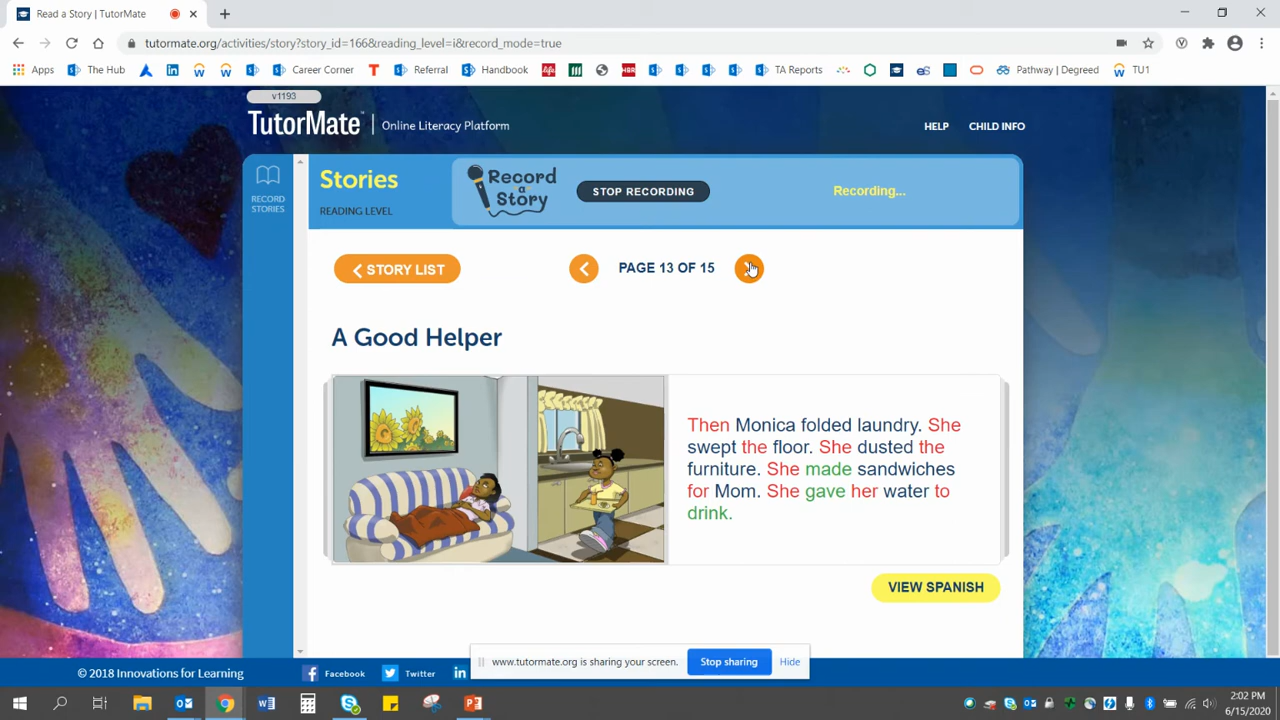 Read a Story | TutorMate
tutormate.org/activities/story?story_id=166&reading_level=i&record_mode=true
Apps The Hub Career Corner Referral Handbook TA Reports Pathway | Degreed TU1
v1193
TutorMate | Online Literacy Platform
HELP CHILD INFO
RECORD
STORIES
Stories
READING LEVEL
Record
a
Story
STOP RECORDING
Recording...
STORY LIST
PAGE 13 OF 15
A Good Helper
Then Monica folded laundry. She
swept the floor. She dusted the
furniture. She made sandwiches
for Mom. She gave her water to
drink.
VIEW SPANISH
www.tutormate.org is sharing your screen. Stop sharing Hide
© 2018 Innovations for Learning Facebook Twitter
2:02 PM
6/15/2020